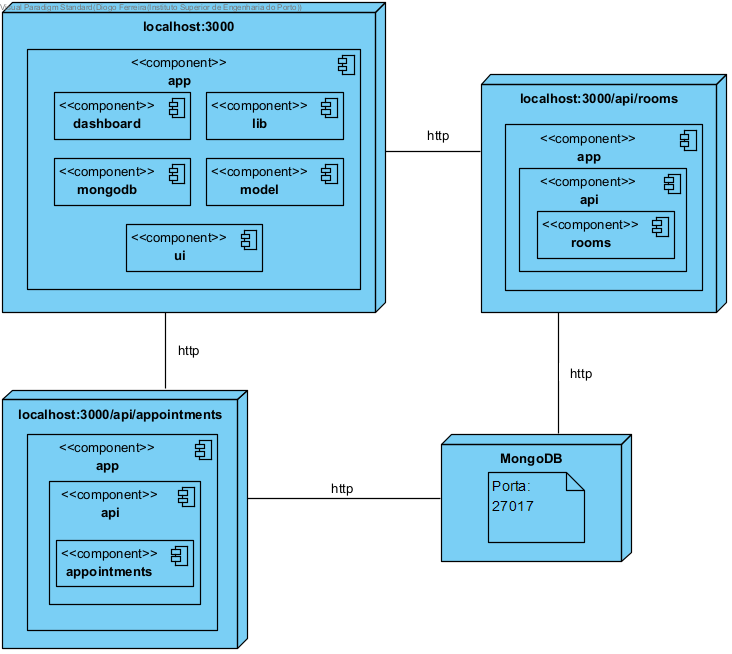 Visual Paradigm Standard(Diogo Ferreira(Instituto Superior de Engenharia do Porto))
localhost:3000
<<component>>
app
<<component>>
dashboard
<<component>>
lib
<<component>>
mongodb
<<component>>
model
<<component>>
ui
http
localhost:3000/api/rooms
<<component>>
app
<<component>>
api
<<component>>
rooms
http
http
localhost:3000/api/appointments
<<component>>
app
<<component>>
api
<<component>>
appointments
http
MongoDB
Porta:
27017